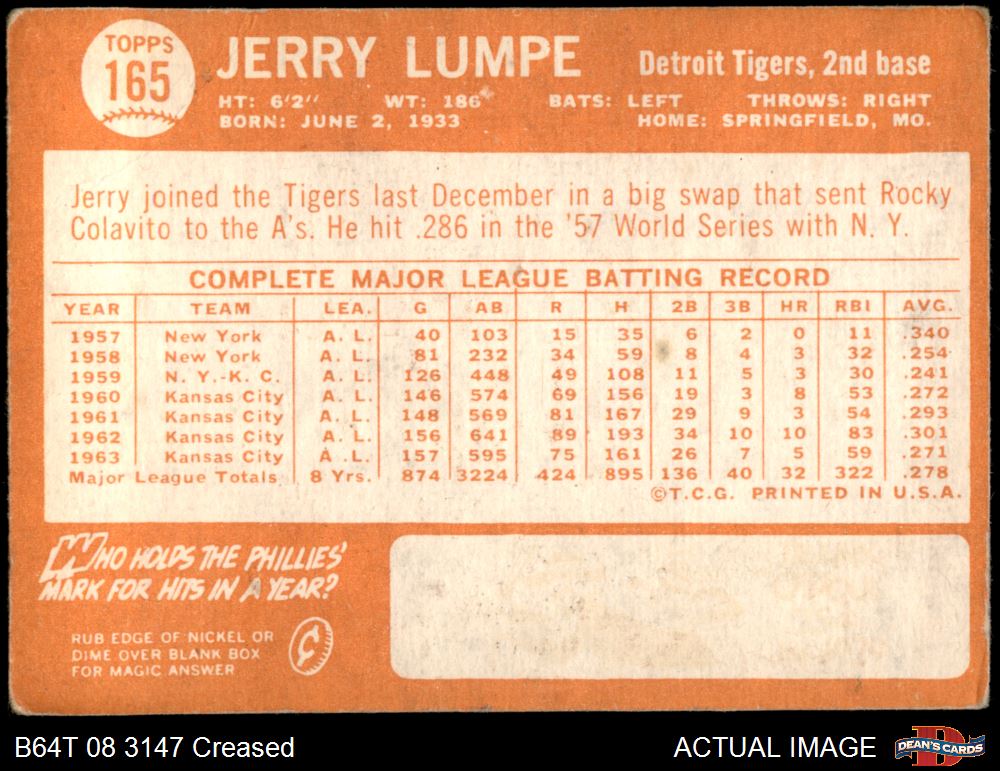 TOPPS
165
JERRY LUMPE
Detroit Tigers, 2nd base
HT: 6'2" WT: 186 BATS: LEFT THROWS: RIGHT
BORN: JUNE 2, 1933 HOME: SPRINGFIELD, MO.
Jerry joined the Tigers last December in a big swap that sent Rocky
Colavito to the A's. He hit .286 in the '57 World Series with N. Y.
COMPLETE MAJOR LEAGUE BATTING RECORD
YEAR TEAM LEA. G AB R H 2B 3B HR RBI AVG.
1957 New York A. L. 40 103 15 35 6 2 0 11 .340
1958 New York A. L. 81 232 34 59 8 4 3 32 .254
1959 N. Y.-K. C. A. L. 126 448 49 108 11 5 3 30 .241
1960 Kansas City A. L. 146 574 69 156 19 3 8 53 .272
1961 Kansas City A. L. 148 569 81 167 29 9 3 54 .293
1962 Kansas City A. L. 156 641 89 193 34 10 10 83 .301
1963 Kansas City A .L. 157 595 75 161 26 7 5 59 .271
Major League Totals 8 Yrs. 874 3224 424 895 136 40 32 322 .278
©T.C.G. PRINTED IN U.S.A.
WHO HOLDS THE PHILLIES'
MARK FOR HITS IN A YEAR?
RUB EDGE OF NICKEL OR
DIME OVER BLANK BOX
FOR MAGIC ANSWER
¢
B64T 08 3147 Creased
ACTUAL IMAGE
D
DEAN'S CARDS